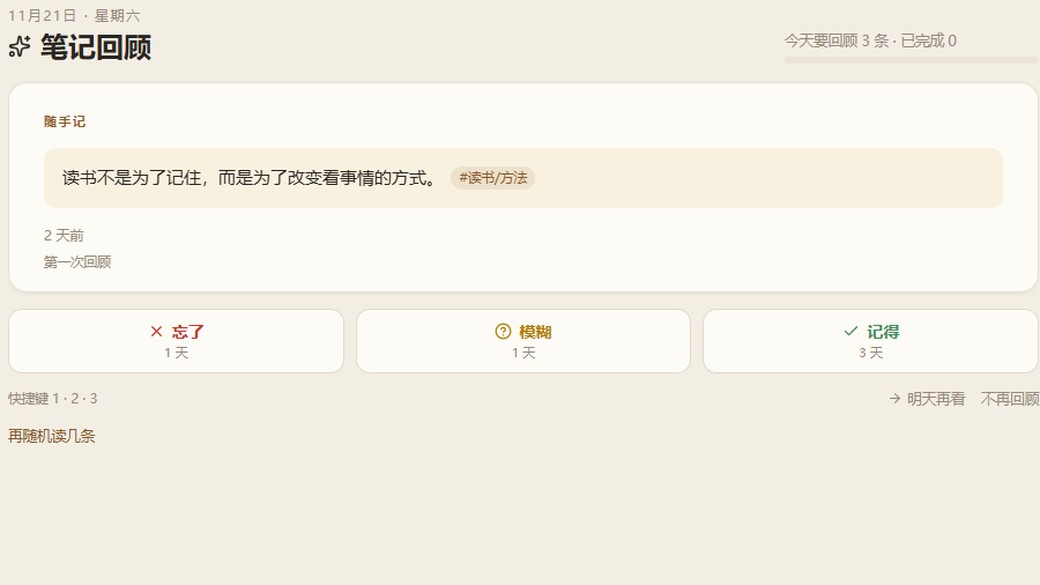 11月21日 · 星期六
笔记回顾
今天要回顾 3 条 · 已完成 0
随手记
读书不是为了记住，而是为了改变看事情的方式。 #读书/方法
2 天前
第一次回顾
忘了
1 天
模糊
1 天
记得
3 天
快捷键 1 · 2 · 3
→ 明天再看 不再回顾
再随机读几条